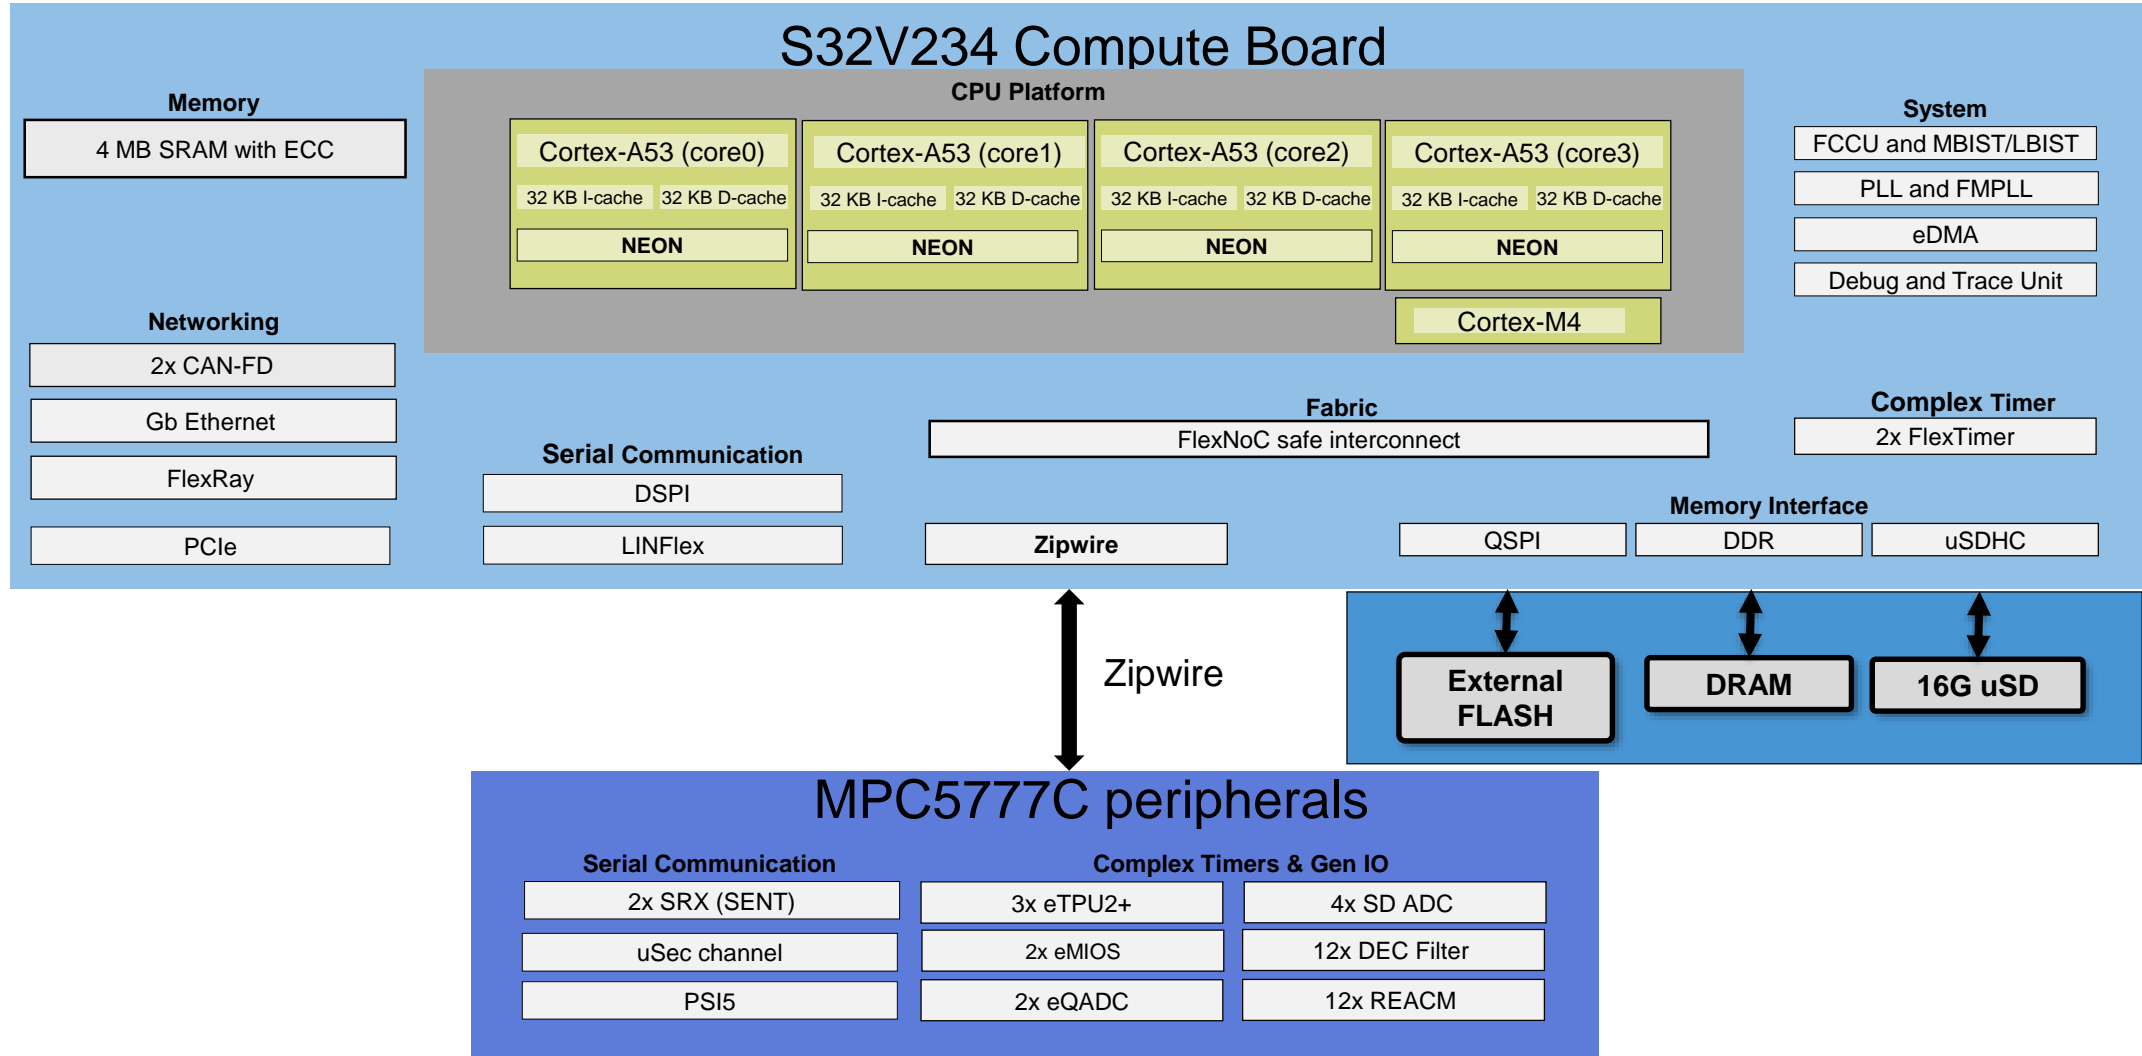 S32V234 Compute Board
Memory
4 MB SRAM with ECC
CPU Platform
Cortex-A53 (core0)
32 KB I-cache 32 KB D-cache
NEON
Cortex-A53 (core1)
32 KB I-cache 32 KB D-cache
NEON
Cortex-A53 (core2)
32 KB I-cache 32 KB D-cache
NEON
Cortex-A53 (core3)
32 KB I-cache 32 KB D-cache
NEON
Cortex-M4
System
FCCU and MBIST/LBIST
PLL and FMPLL
eDMA
Debug and Trace Unit
Networking
2x CAN-FD
Gb Ethernet
FlexRay
PCIe
Serial Communication
DSPI
LINFlex
Fabric
FlexNoC safe interconnect
Zipwire
Complex Timer
2x FlexTimer
Memory Interface
QSPI
DDR
uSDHC
Zipwire
External
FLASH
DRAM
16G uSD
MPC5777C peripherals
Serial Communication
2x SRX (SENT)
uSec channel
PSI5
Complex Timers & Gen IO
3x eTPU2+
2x eMIOS
2x eQADC
4x SD ADC
12x DEC Filter
12x REACM